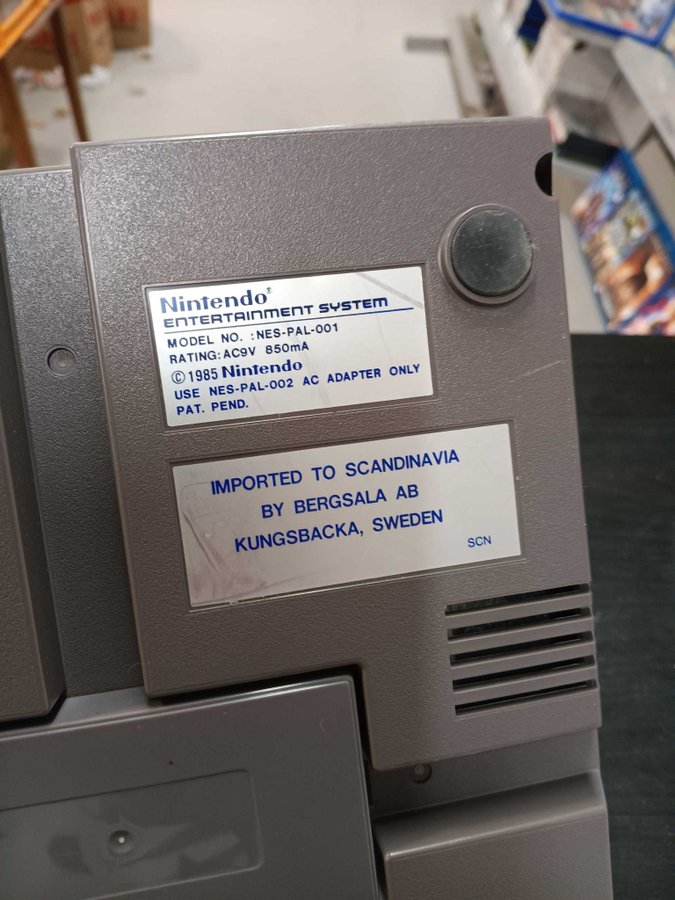 Nintendo®
ENTERTAINMENT SYSTEM
MODEL NO. :NES-PAL-001
RATING:AC9V 850mA
©1985 Nintendo
USE NES-PAL-002 AC ADAPTER ONLY
PAT. PEND.
IMPORTED TO SCANDINAVIA
BY BERGSALA AB
KUNGSBACKA, SWEDEN
SCN